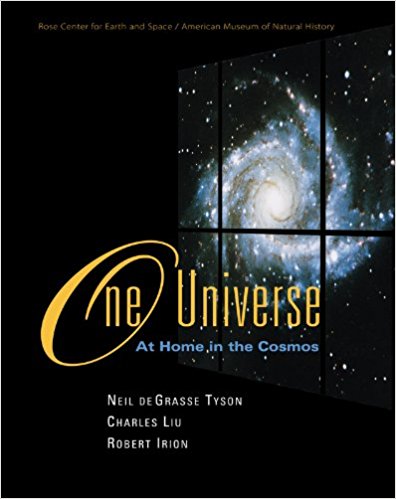 Rose Center for Earth and Space / American Museum of Natural History
One Universe
At Home in the Cosmos
NEIL DEGRASSE TYSON
CHARLES LIU
ROBERT IRION